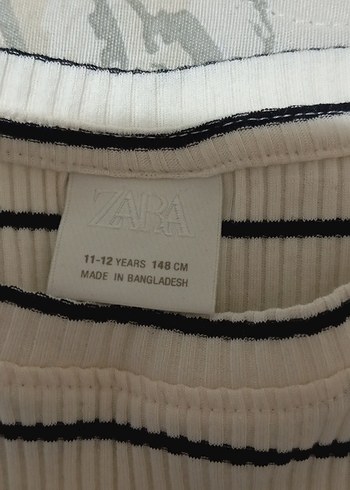 ZARA
11-12 YEARS 148 CM
MADE IN BANGLADESH